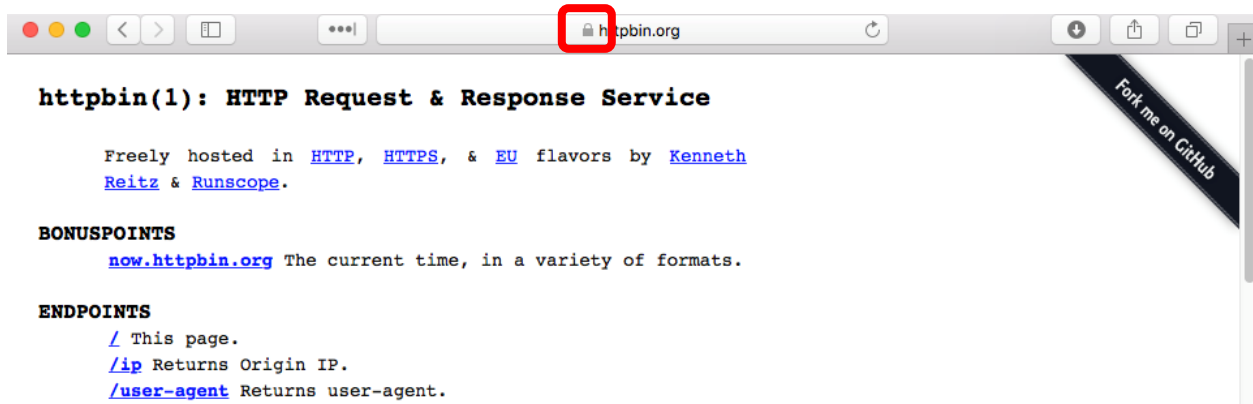 httpbin.org
httpbin(1): HTTP Request & Response Service
Fork me on GitHub
Freely hosted in HTTP, HTTPS, & EU flavors by Kenneth
Reitz & Runscope.
BONUSPOINTS
now.httpbin.org The current time, in a variety of formats.
ENDPOINTS
/ This page.
/ip Returns Origin IP.
/user-agent Returns user-agent.